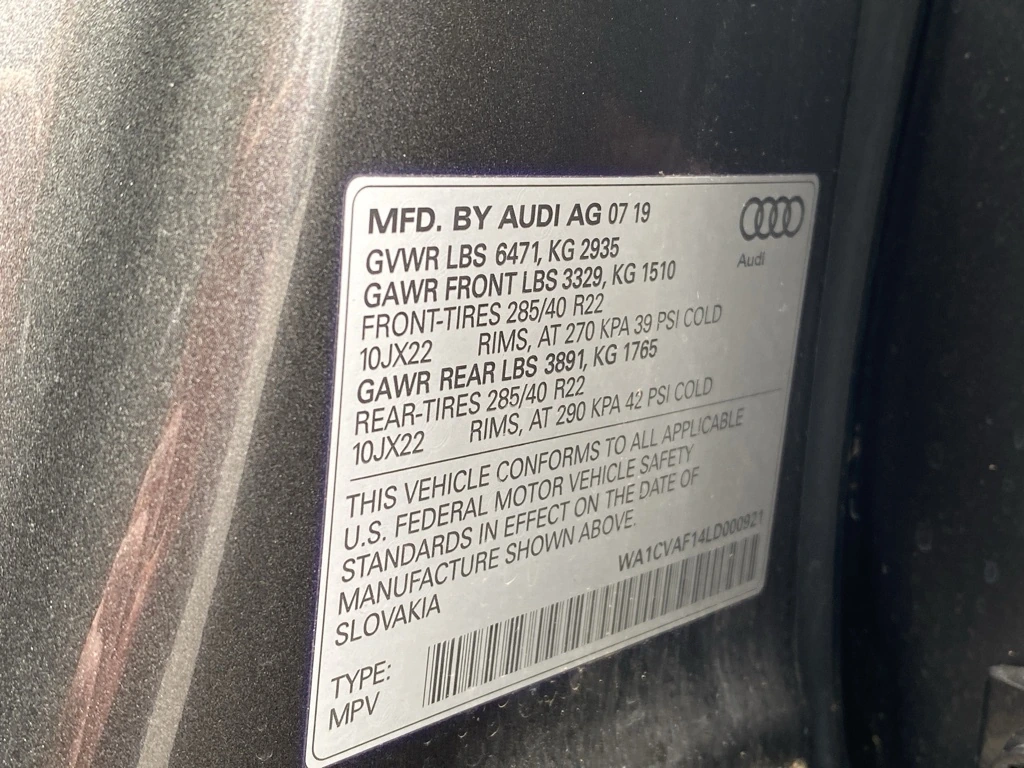 MFD. BY AUDI AG 07 19
Audi
GVWR LBS 6471, KG 2935
GAWR FRONT LBS 3329, KG 1510
FRONT-TIRES 285/40 R22
10JX22 RIMS, AT 270 KPA 39 PSI COLD
GAWR REAR LBS 3891, KG 1765
REAR-TIRES 285/40 R22
10JX22 RIMS, AT 290 KPA 42 PSI COLD
THIS VEHICLE CONFORMS TO ALL APPLICABLE
U.S. FEDERAL MOTOR VEHICLE SAFETY
STANDARDS IN EFFECT ON THE DATE OF
MANUFACTURE SHOWN ABOVE.
SLOVAKIA
WA1CVAF14LD000921
TYPE:
MPV